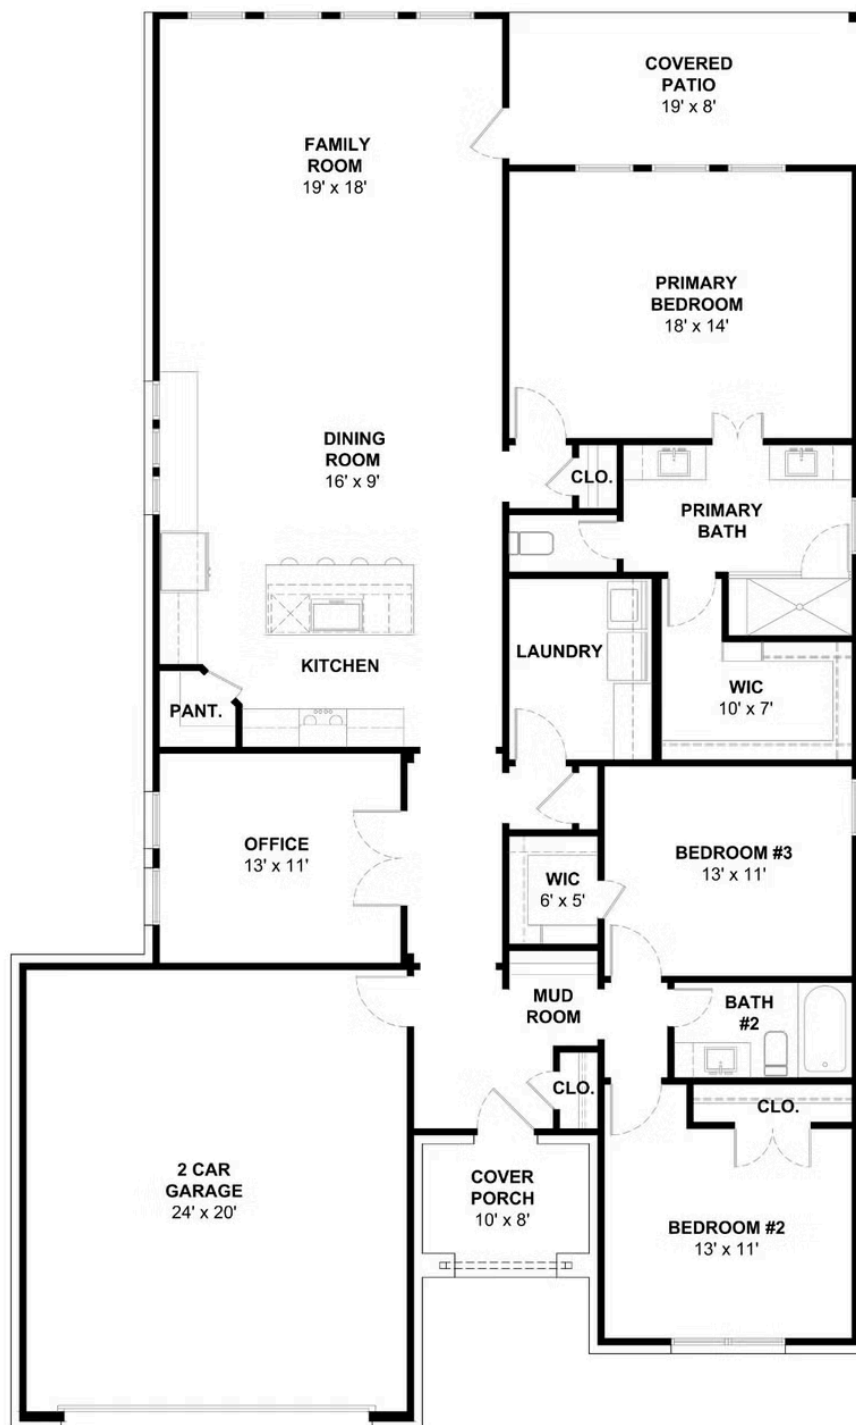 COVERED
PATIO
19' x 8'
FAMILY
ROOM
19' x 18'
PRIMARY
BEDROOM
18' x 14'
DINING
ROOM
16' x 9'
CLO.
PRIMARY
BATH
KITCHEN
LAUNDRY
PANT.
WIC
10' x 7'
OFFICE
13' x 11'
WIC
6' x 5'
BEDROOM #3
13' x 11'
MUD
ROOM
BATH
#2
CLO.
CLO.
2 CAR
GARAGE
24' x 20'
COVER
PORCH
10' x 8'
BEDROOM #2
13' x 11'